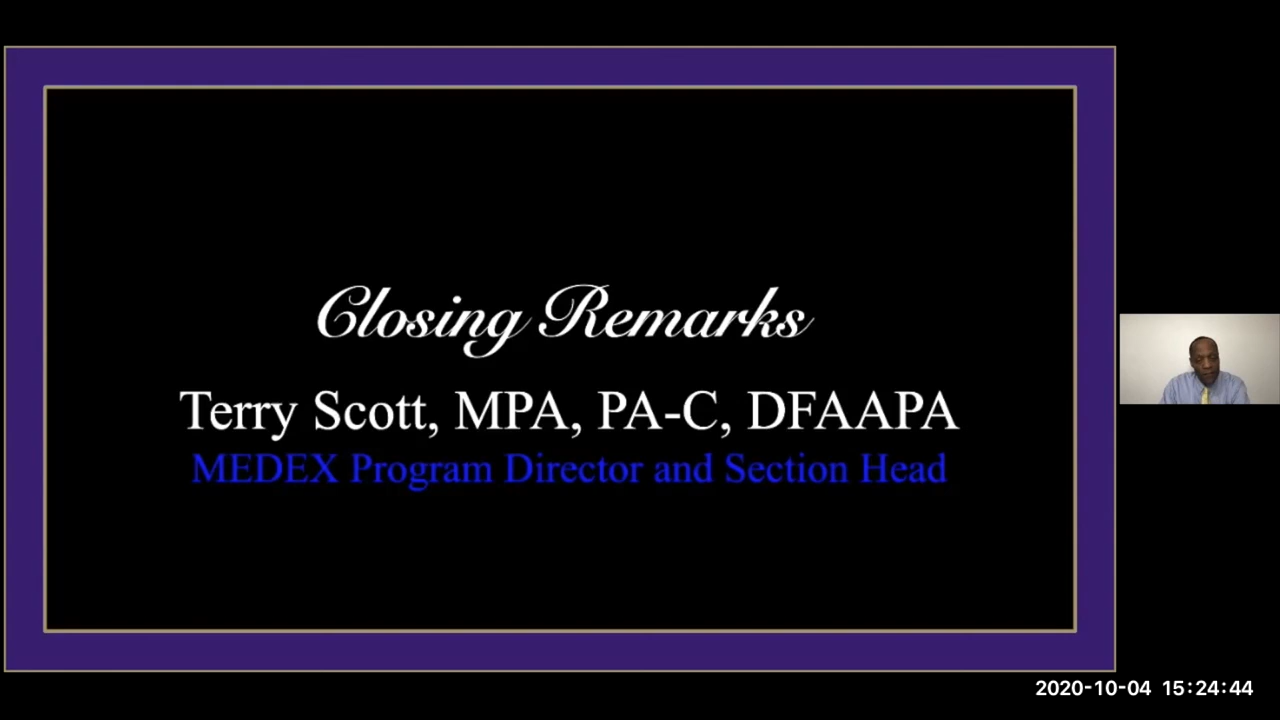 Closing Remarks
Terry Scott, MPA, PA-C, DFAAPA
MEDEX Program Director and Section Head
2020-10-04 15:24:44